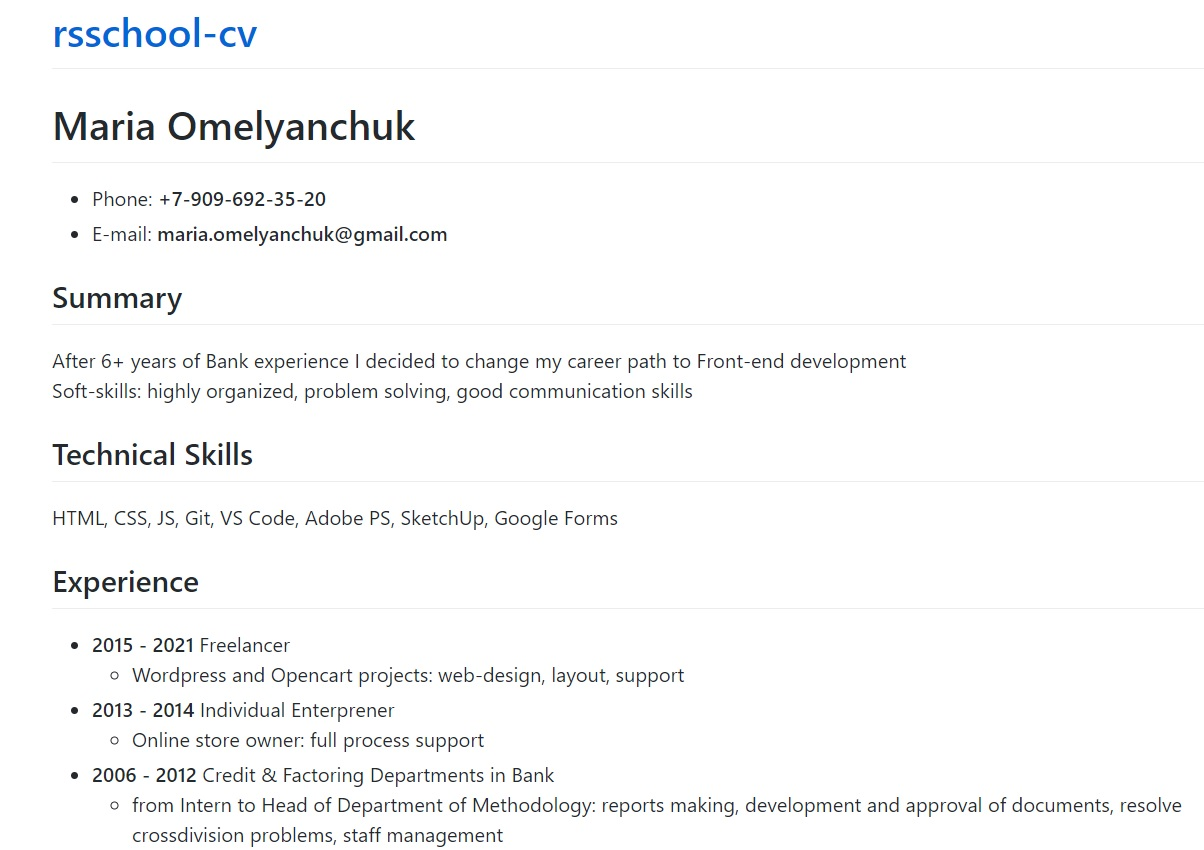 rsschool-cv
Maria Omelyanchuk
Phone: +7-909-692-35-20
E-mail: maria.omelyanchuk@gmail.com
Summary
After 6+ years of Bank experience I decided to change my career path to Front-end development
Soft-skills: highly organized, problem solving, good communication skills
Technical Skills
HTML, CSS, JS, Git, VS Code, Adobe PS, SketchUp, Google Forms
Experience
2015 - 2021 Freelancer
Wordpress and Opencart projects: web-design, layout, support
2013 - 2014 Individual Enterprener
Online store owner: full process support
2006 - 2012 Credit & Factoring Departments in Bank
from Intern to Head of Department of Methodology: reports making, development and approval of documents, resolve
crossdivision problems, staff management